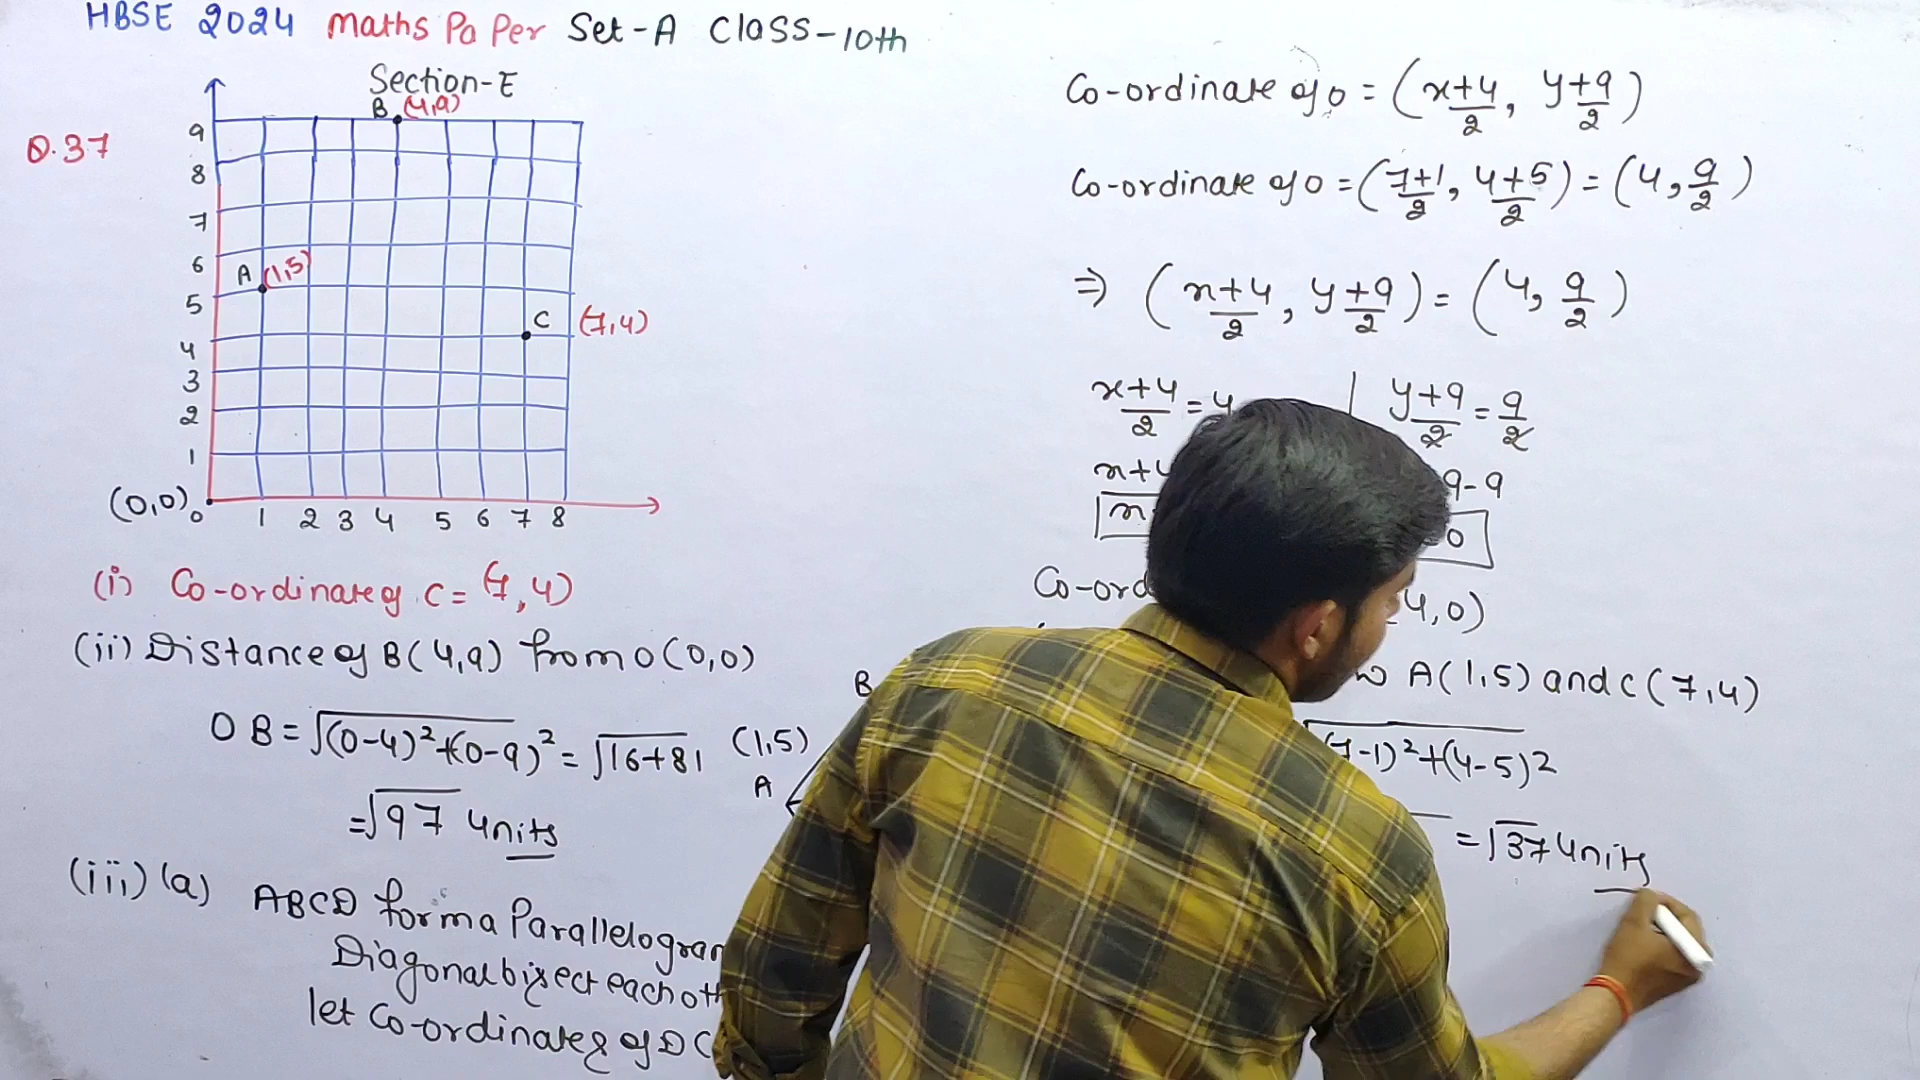 HBSE 2024 Maths Paper Set-A Class-10th
Section-E
Q.37
B (4,9)
9
8
7
6
A (1,5)
5
C (7,4)
4
3
2
1
(0,0) 0 1 2 3 4 5 6 7 8
(i) Co-ordinate of C = (7,4)
(ii) Distance of B(4,9) from O(0,0)
OB = √(0-4)²+(0-9)² = √16+81
= √97 units
(iii) (a) ABCD form a Parallelogram
Diagonal bisect each
let Co-ordinates of D
B
(1,5)
A
Co-ordinate of O = (x+4/2, y+9/2)
Co-ordinate of O = (7+1/2, 4+5/2) = (4, 9/2)
⇒ (x+4/2, y+9/2) = (4, 9/2)
x+4/2 = 4 | y+9/2 = 9/2
9-9
0
4,0)
A(1,5) and C(7,4)
(7-1)²+(4-5)²
= √37 units